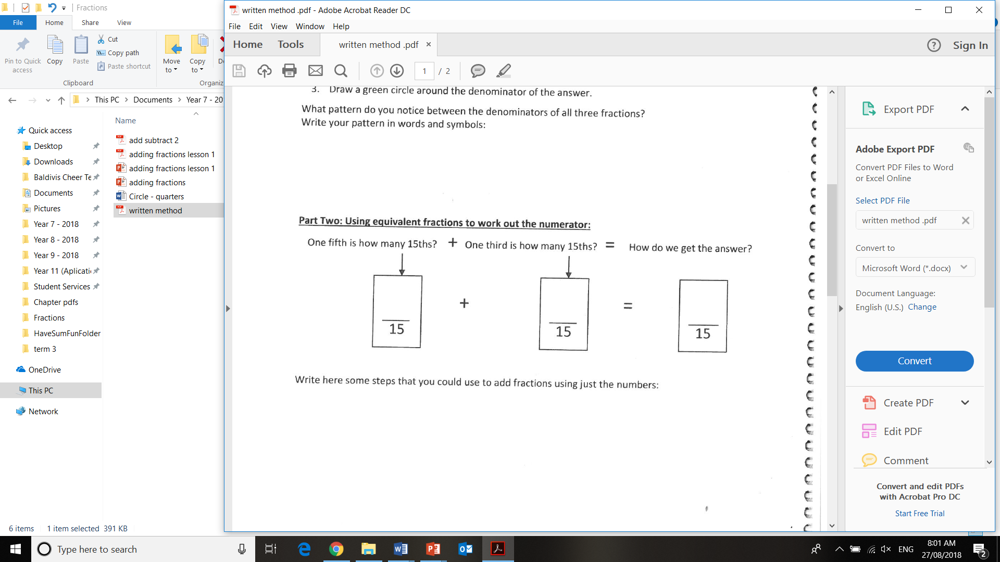 Fractions
File
Home
Share
View
Pin to Quick access
Copy
Paste
Cut
Copy path
Paste shortcut
Move to
Copy to
Clipboard
Organiz
This PC > Documents > Year 7 - 20
Quick access
Desktop
Downloads
Baldivis Cheer Te
Documents
Pictures
Year 7 - 2018
Year 8 - 2018
Year 9 - 2018
Year 11 (Aplicati
Student Services
Chapter pdfs
Fractions
HaveSumFunFolder
term 3
OneDrive
This PC
Network
Name
add subtract 2
adding fractions lesson 1
adding fractions lesson 1
adding fractions
Circle - quarters
written method
6 items 1 item selected 391 KB
written method .pdf - Adobe Acrobat Reader DC
File Edit View Window Help
Home Tools written method .pdf × ? Sign In
1 / 2
3. Draw a green circle around the denominator of the answer.
What pattern do you notice between the denominators of all three fractions?
Write your pattern in words and symbols:
Part Two: Using equivalent fractions to work out the numerator:
One fifth is how many 15ths? + One third is how many 15ths? = How do we get the answer?
+ =
15 15 15
Write here some steps that you could use to add fractions using just the numbers:
Export PDF
Adobe Export PDF
Convert PDF Files to Word
or Excel Online
Select PDF File
written method .pdf
Convert to
Microsoft Word (*.docx)
Document Language:
English (U.S.) Change
Convert
Create PDF
Edit PDF
Comment
Convert and edit PDFs
with Acrobat Pro DC
Start Free Trial
Type here to search
ENG
8:01 AM
27/08/2018
2